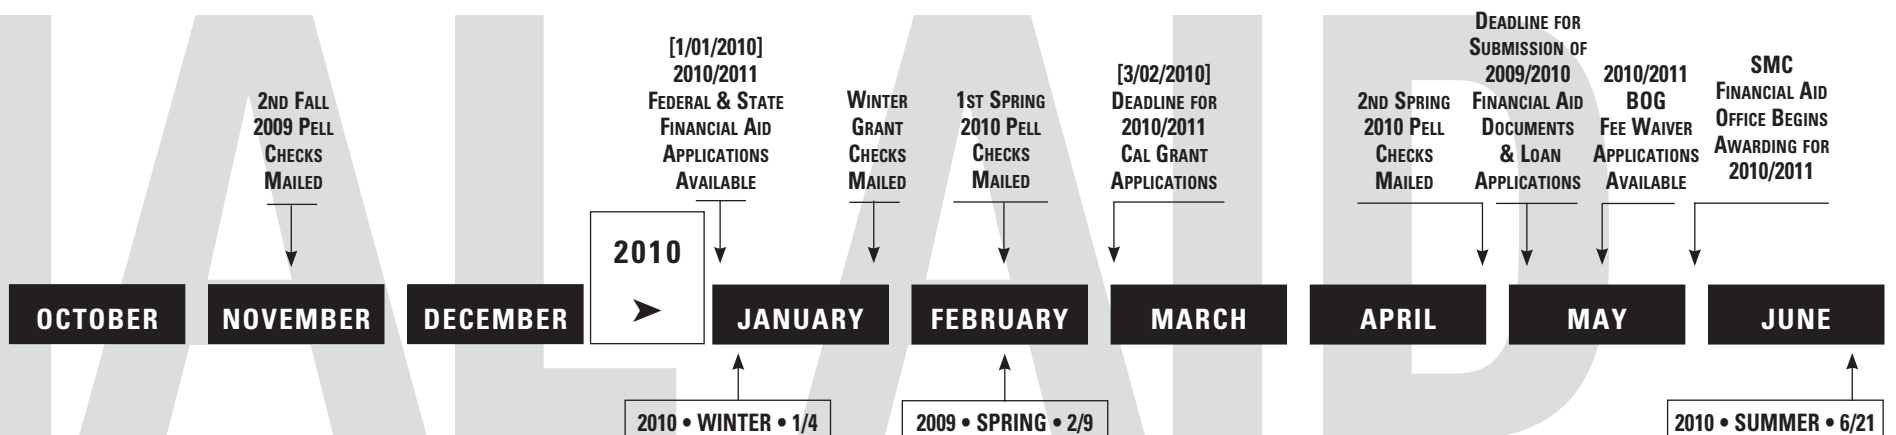 2ND FALL
2009 PELL
CHECKS
MAILED
[1/01/2010]
2010/2011
FEDERAL & STATE
FINANCIAL AID
APPLICATIONS
AVAILABLE
WINTER
GRANT
CHECKS
MAILED
1ST SPRING
2010 PELL
CHECKS
MAILED
[3/02/2010]
DEADLINE FOR
2010/2011
CAL GRANT
APPLICATIONS
2ND SPRING
2010 PELL
CHECKS
MAILED
DEADLINE FOR
SUBMISSION OF
2009/2010
FINANCIAL AID
DOCUMENTS
& LOAN
APPLICATIONS
2010/2011
BOG
FEE WAIVER
APPLICATIONS
AVAILABLE
SMC
FINANCIAL AID
OFFICE BEGINS
AWARDING FOR
2010/2011
OCTOBER
NOVEMBER
DECEMBER
2010
JANUARY
FEBRUARY
MARCH
APRIL
MAY
JUNE
2010 • WINTER • 1/4
2009 • SPRING • 2/9
2010 • SUMMER • 6/21
IAL AID